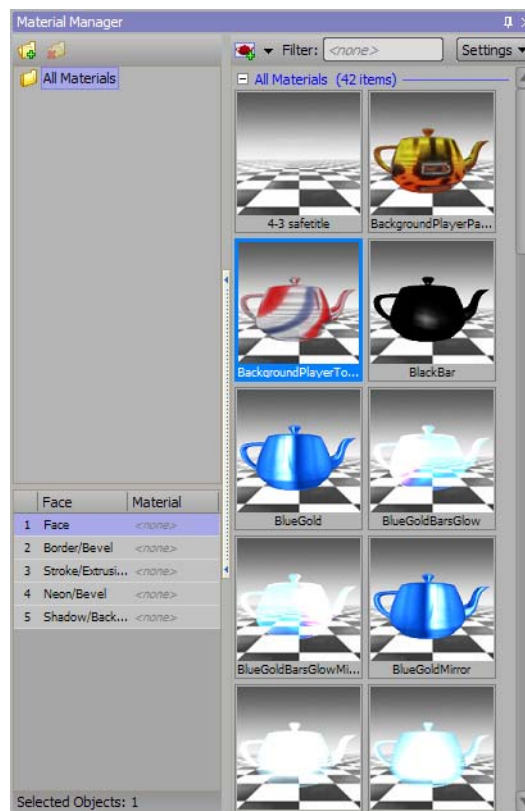 Material Manager
Filter: <none> Settings
All Materials
All Materials (42 items)
4-3 safetitle
BackgroundPlayerPa...
BackgroundPlayerTo...
BlackBar
BlueGold
BlueGoldBarsGlow
BlueGoldBarsGlowMi...
BlueGoldMirror
Face Material
1 Face <none>
2 Border/Bevel <none>
3 Stroke/Extrusi... <none>
4 Neon/Bevel <none>
5 Shadow/Back... <none>
Selected Objects: 1